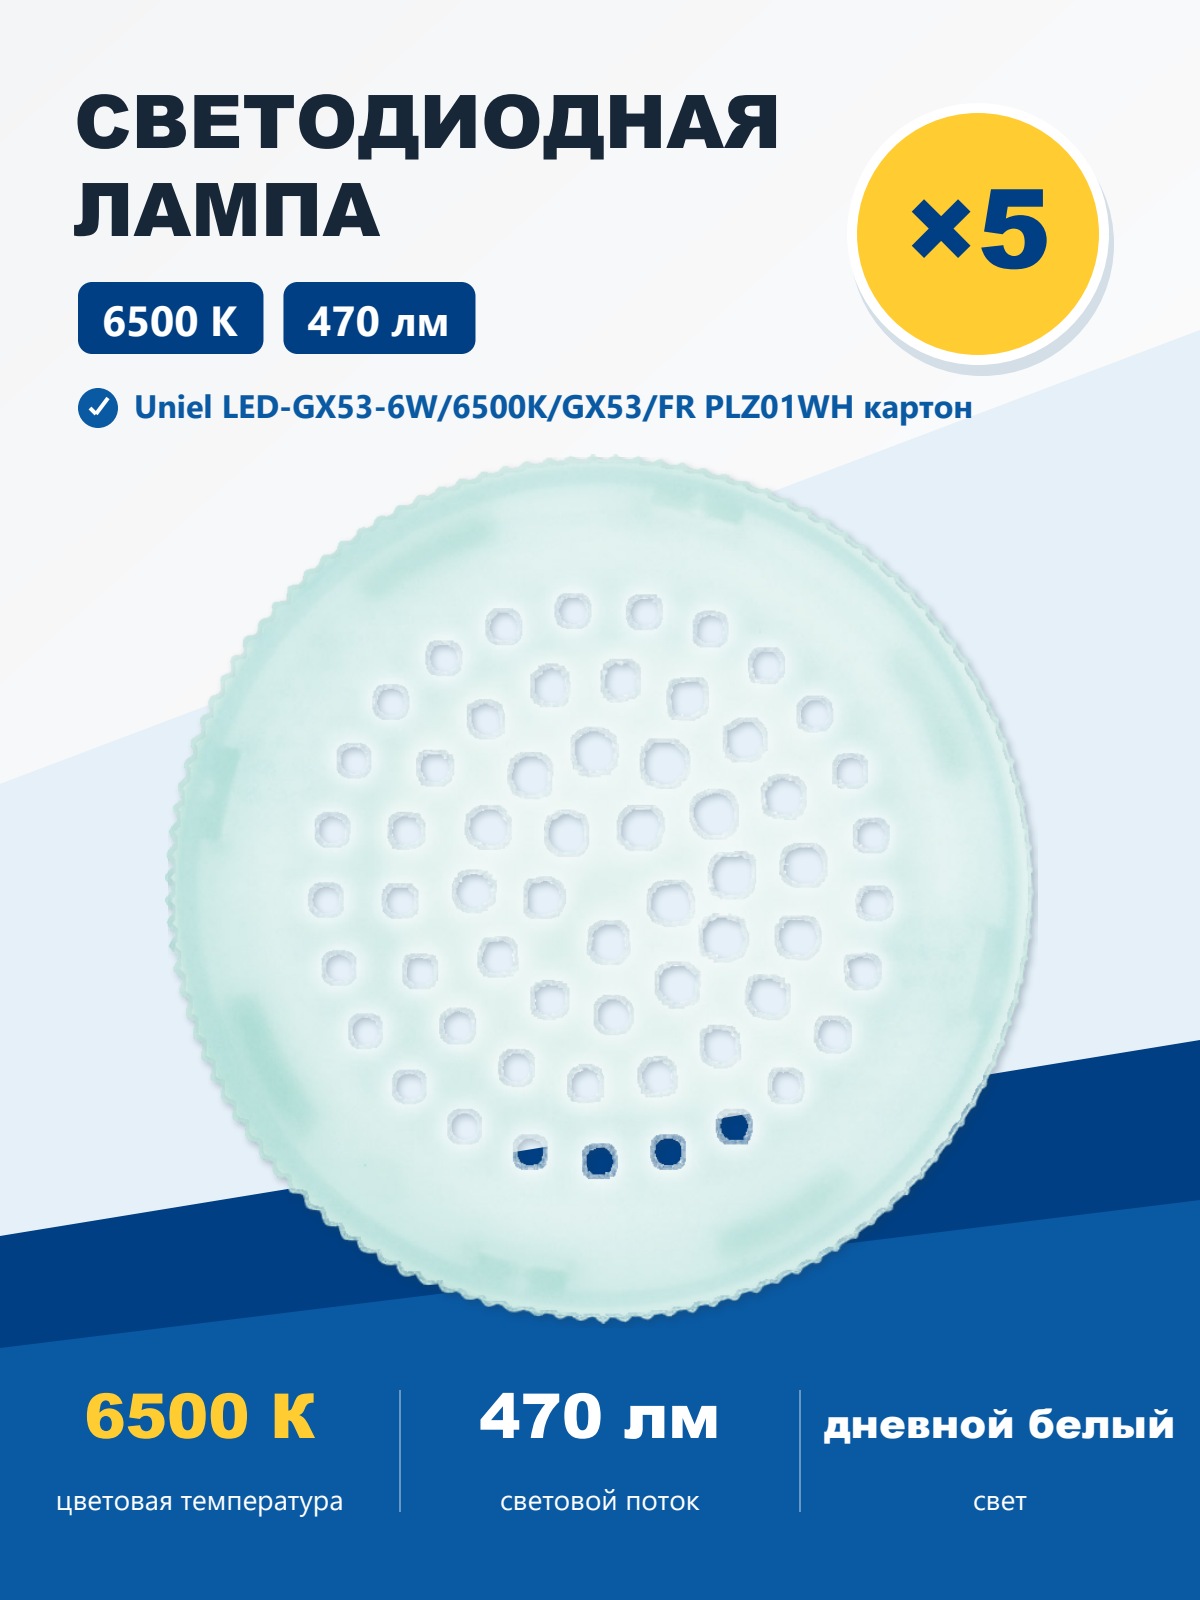 СВЕТОДИОДНАЯ
ЛАМПА
×5
6500 К
470 лм
Uniel LED-GX53-6W/6500K/GX53/FR PLZ01WH картон
6500 К
470 лм
дневной белый
цветовая температура
световой поток
свет